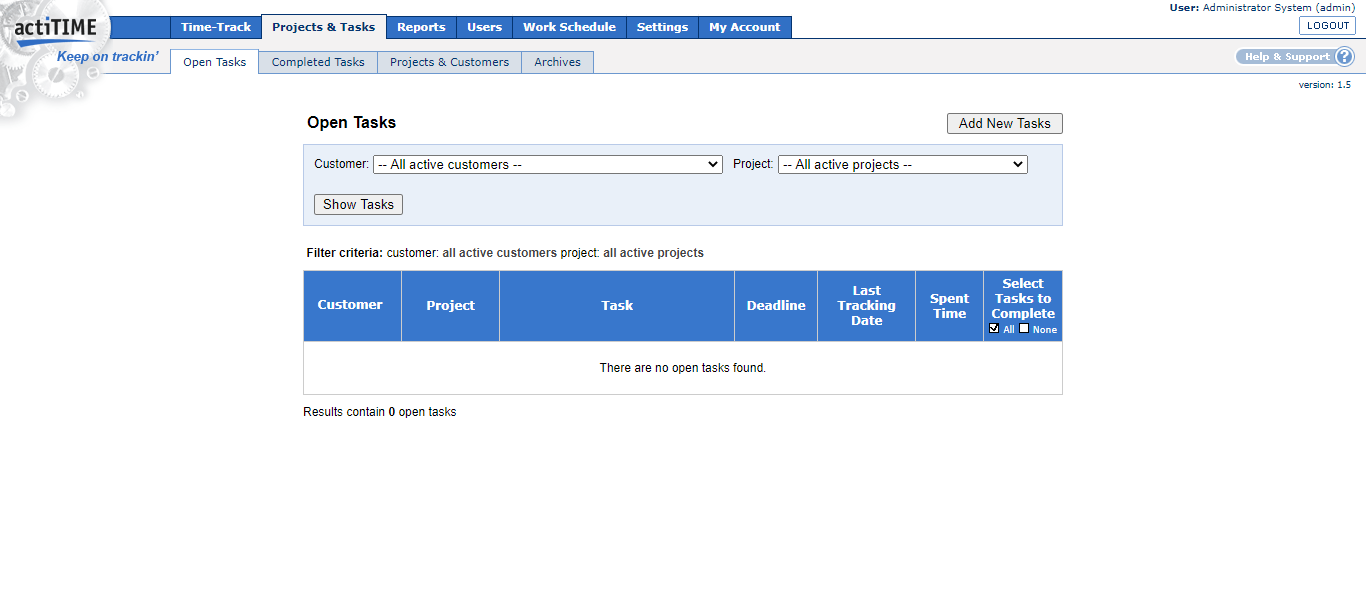 User: Administrator System (admin)
actiTIME
Time-Track Projects & Tasks Reports Users Work Schedule Settings My Account
LOGOUT
Keep on trackin'
Open Tasks Completed Tasks Projects & Customers Archives
Help & Support ?
version: 1.5
Open Tasks
Add New Tasks
Customer: -- All active customers -- Project: -- All active projects --
Show Tasks
Filter criteria: customer: all active customers project: all active projects
Customer
Project
Task
Deadline
Last
Tracking
Date
Spent
Time
Select
Tasks to
Complete
All None
There are no open tasks found.
Results contain 0 open tasks